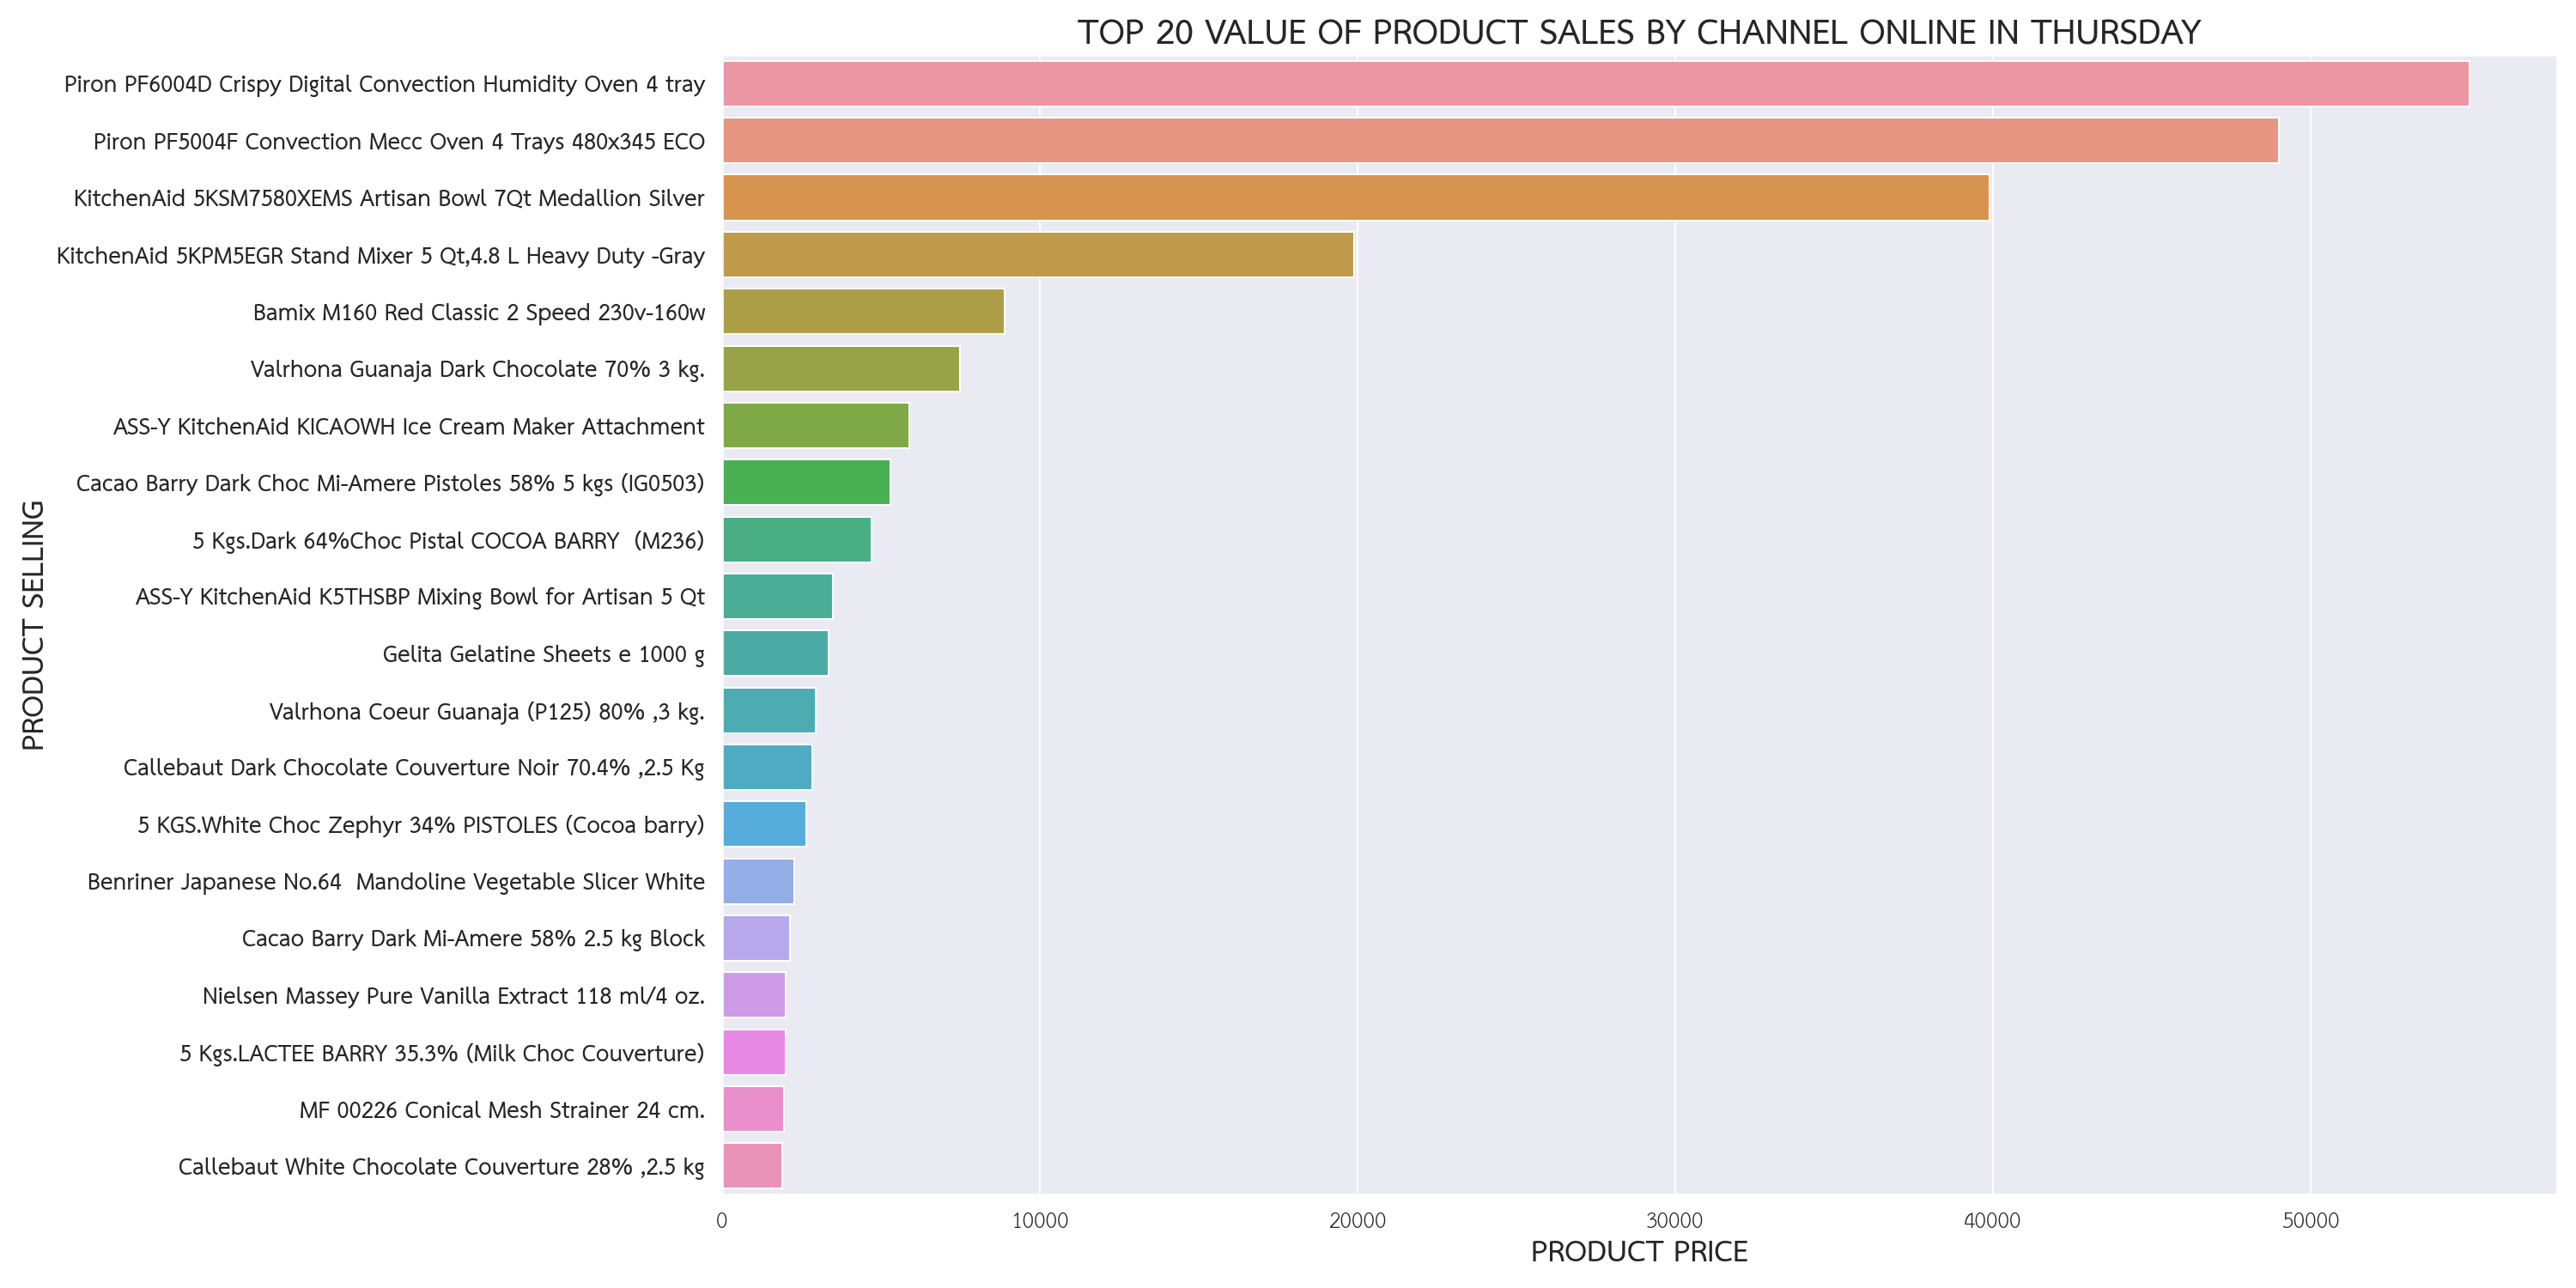 TOP 20 VALUE OF PRODUCT SALES BY CHANNEL ONLINE IN THURSDAY
PRODUCT SELLING
Piron PF6004D Crispy Digital Convection Humidity Oven 4 tray
Piron PF5004F Convection Mecc Oven 4 Trays 480x345 ECO
KitchenAid 5KSM7580XEMS Artisan Bowl 7Qt Medallion Silver
KitchenAid 5KPM5EGR Stand Mixer 5 Qt,4.8 L Heavy Duty -Gray
Bamix M160 Red Classic 2 Speed 230v-160w
Valrhona Guanaja Dark Chocolate 70% 3 kg.
ASS-Y KitchenAid KICAOWH Ice Cream Maker Attachment
Cacao Barry Dark Choc Mi-Amere Pistoles 58% 5 kgs (IG0503)
5 Kgs.Dark 64%Choc Pistal COCOA BARRY  (M236)
ASS-Y KitchenAid K5THSBP Mixing Bowl for Artisan 5 Qt
Gelita Gelatine Sheets e 1000 g
Valrhona Coeur Guanaja (P125) 80% ,3 kg.
Callebaut Dark Chocolate Couverture Noir 70.4% ,2.5 Kg
5 KGS.White Choc Zephyr 34% PISTOLES (Cocoa barry)
Benriner Japanese No.64  Mandoline Vegetable Slicer White
Cacao Barry Dark Mi-Amere 58% 2.5 kg Block
Nielsen Massey Pure Vanilla Extract 118 ml/4 oz.
5 Kgs.LACTEE BARRY 35.3% (Milk Choc Couverture)
MF 00226 Conical Mesh Strainer 24 cm.
Callebaut White Chocolate Couverture 28% ,2.5 kg
0 10000 20000 30000 40000 50000
PRODUCT PRICE